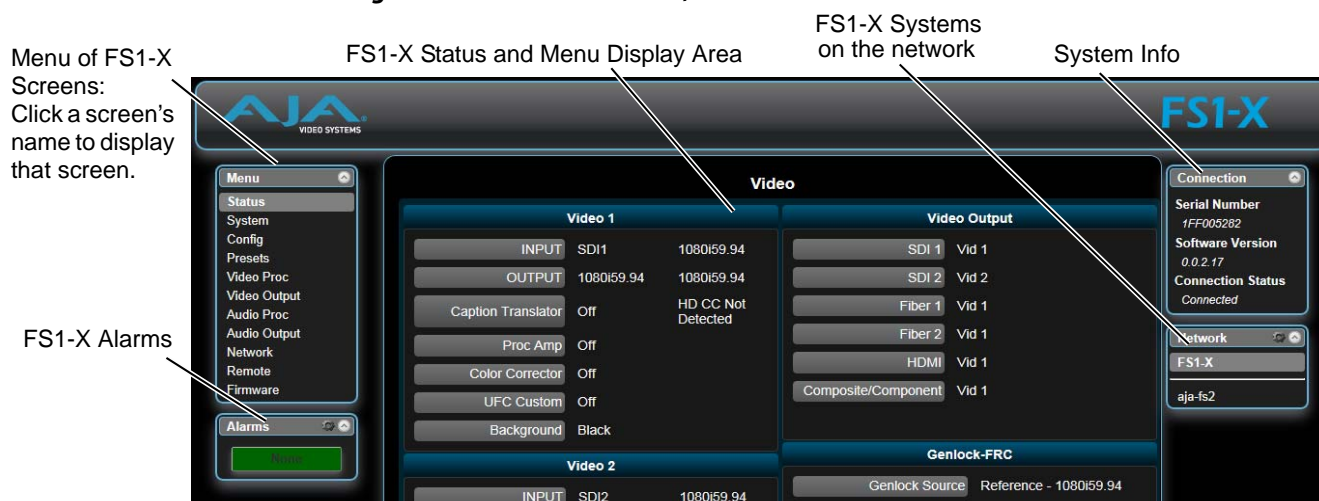 Menu of FS1-X
Screens:
Click a screen's
name to display
that screen.
FS1-X Status and Menu Display Area
FS1-X Systems
on the network
System Info
FS1-X Alarms
AJA
VIDEO SYSTEMS
FS1-X
Menu
Status
System
Config
Presets
Video Proc
Video Output
Audio Proc
Audio Output
Network
Remote
Firmware
Alarms
None
Video
Video 1
INPUT SDI1 1080i59.94
OUTPUT 1080i59.94 1080i59.94
Caption Translator Off HD CC Not
Detected
Proc Amp Off
Color Corrector Off
UFC Custom Off
Background Black
Video 2
INPUT SDI2 1080i59.94
Video Output
SDI 1 Vid 1
SDI 2 Vid 2
Fiber 1 Vid 1
Fiber 2 Vid 1
HDMI Vid 1
Composite/Component Vid 1
Genlock-FRC
Genlock Source Reference - 1080i59.94
Connection
Serial Number
1FF005282
Software Version
0.0.2.17
Connection Status
Connected
Network
FS1-X
aja-fs2